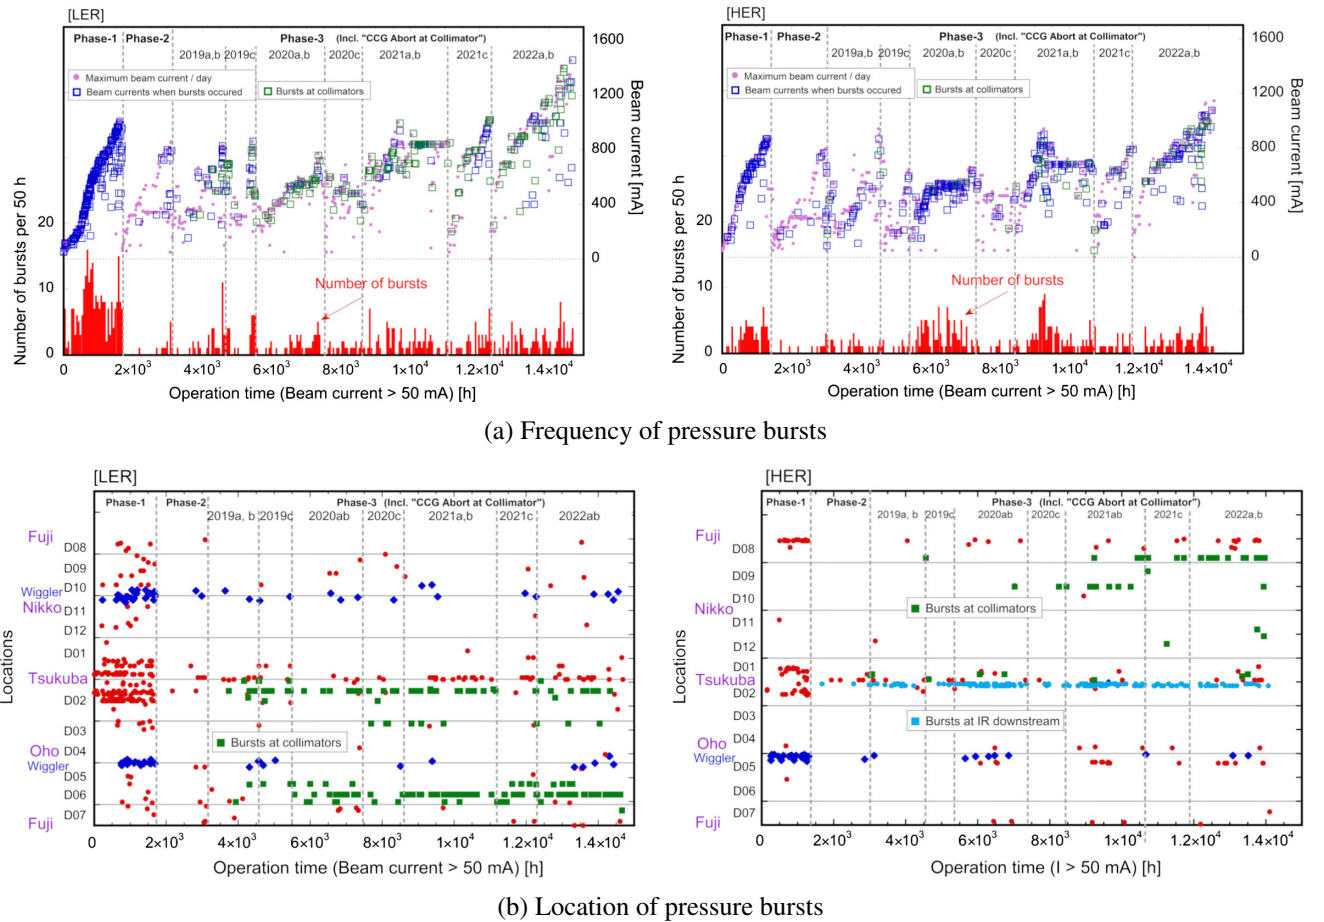 [LER]
Phase-1 Phase-2 Phase-3 (Incl. "CCG Abort at Collimator")
2019a,b 2019c 2020a,b 2020c 2021a,b 2021c 2022a,b
Maximum beam current / day
Beam currents when bursts occured
Bursts at collimators
Number of bursts
Number of bursts per 50 h
20
10
0
1600
1200
800
400
0
Beam current [mA]
0 2×10³ 4×10³ 6×10³ 8×10³ 10⁴ 1.2×10⁴ 1.4×10⁴
Operation time (Beam current > 50 mA) [h]
[HER]
Phase-1 Phase-2 Phase-3 (Incl. "CCG Abort at Collimator")
2019a,b 2019c 2020a,b 2020c 2021a,b 2021c 2022a,b
Maximum beam current / day
Beam currents when bursts occured
Bursts at collimators
Number of bursts
Number of bursts per 50 h
20
10
0
1600
1200
800
400
0
Beam current [mA]
0 2×10³ 4×10³ 6×10³ 8×10³ 10⁴ 1.2×10⁴ 1.4×10⁴
Operation time (Beam current > 50 mA) [h]
(a) Frequency of pressure bursts
[LER]
Phase-1 Phase-2 Phase-3 (Incl. "CCG Abort at Collimator")
2019a, b 2019c 2020ab 2020c 2021a,b 2021c 2022ab
Locations
Fuji
D08
D09
Wiggler D10
Nikko
D11
D12
D01
Tsukuba
D02
D03
Oho D04
Wiggler
D05
D06
D07
Fuji
Bursts at collimators
0 2×10³ 4×10³ 6×10³ 8×10³ 10⁴ 1.2×10⁴ 1.4×10⁴
Operation time (Beam current > 50 mA) [h]
[HER]
Phase-1 Phase-2 Phase-3 (Incl. "CCG Abort at Collimator")
2019a, b 2019c 2020ab 2020c 2021ab 2021c 2022a,b
Locations
Fuji
D08
D09
D10
Nikko
D11
D12
D01
Tsukuba
D02
D03
D04
Oho
Wiggler
D05
D06
D07
Fuji
Bursts at collimators
Bursts at IR downstream
0 2×10³ 4×10³ 6×10³ 8×10³ 10⁴ 1.2×10⁴ 1.4×10⁴
Operation time (I > 50 mA) [h]
(b) Location of pressure bursts